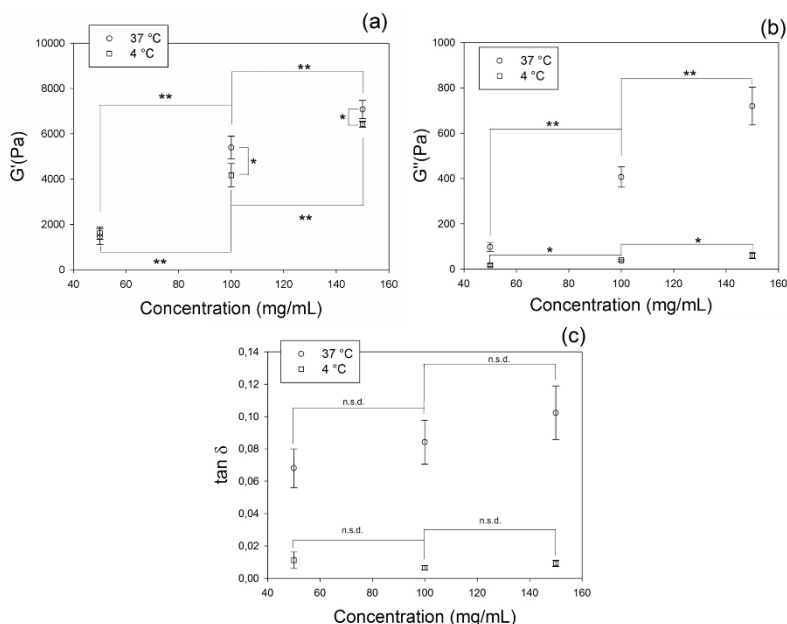 (a)
37 °C
4 °C
10000
8000
6000
4000
2000
0
G'(Pa)
**
**
*
*
**
**
40 60 80 100 120 140 160
Concentration (mg/mL)
(b)
37 °C
4 °C
1000
800
600
400
200
0
G''(Pa)
**
**
*
*
40 60 80 100 120 140 160
Concentration (mg/mL)
(c)
37 °C
4 °C
0,14
0,12
0,10
0,08
0,06
0,04
0,02
0,00
tan δ
n.s.d.
n.s.d.
n.s.d.
n.s.d.
40 60 80 100 120 140 160
Concentration (mg/mL)